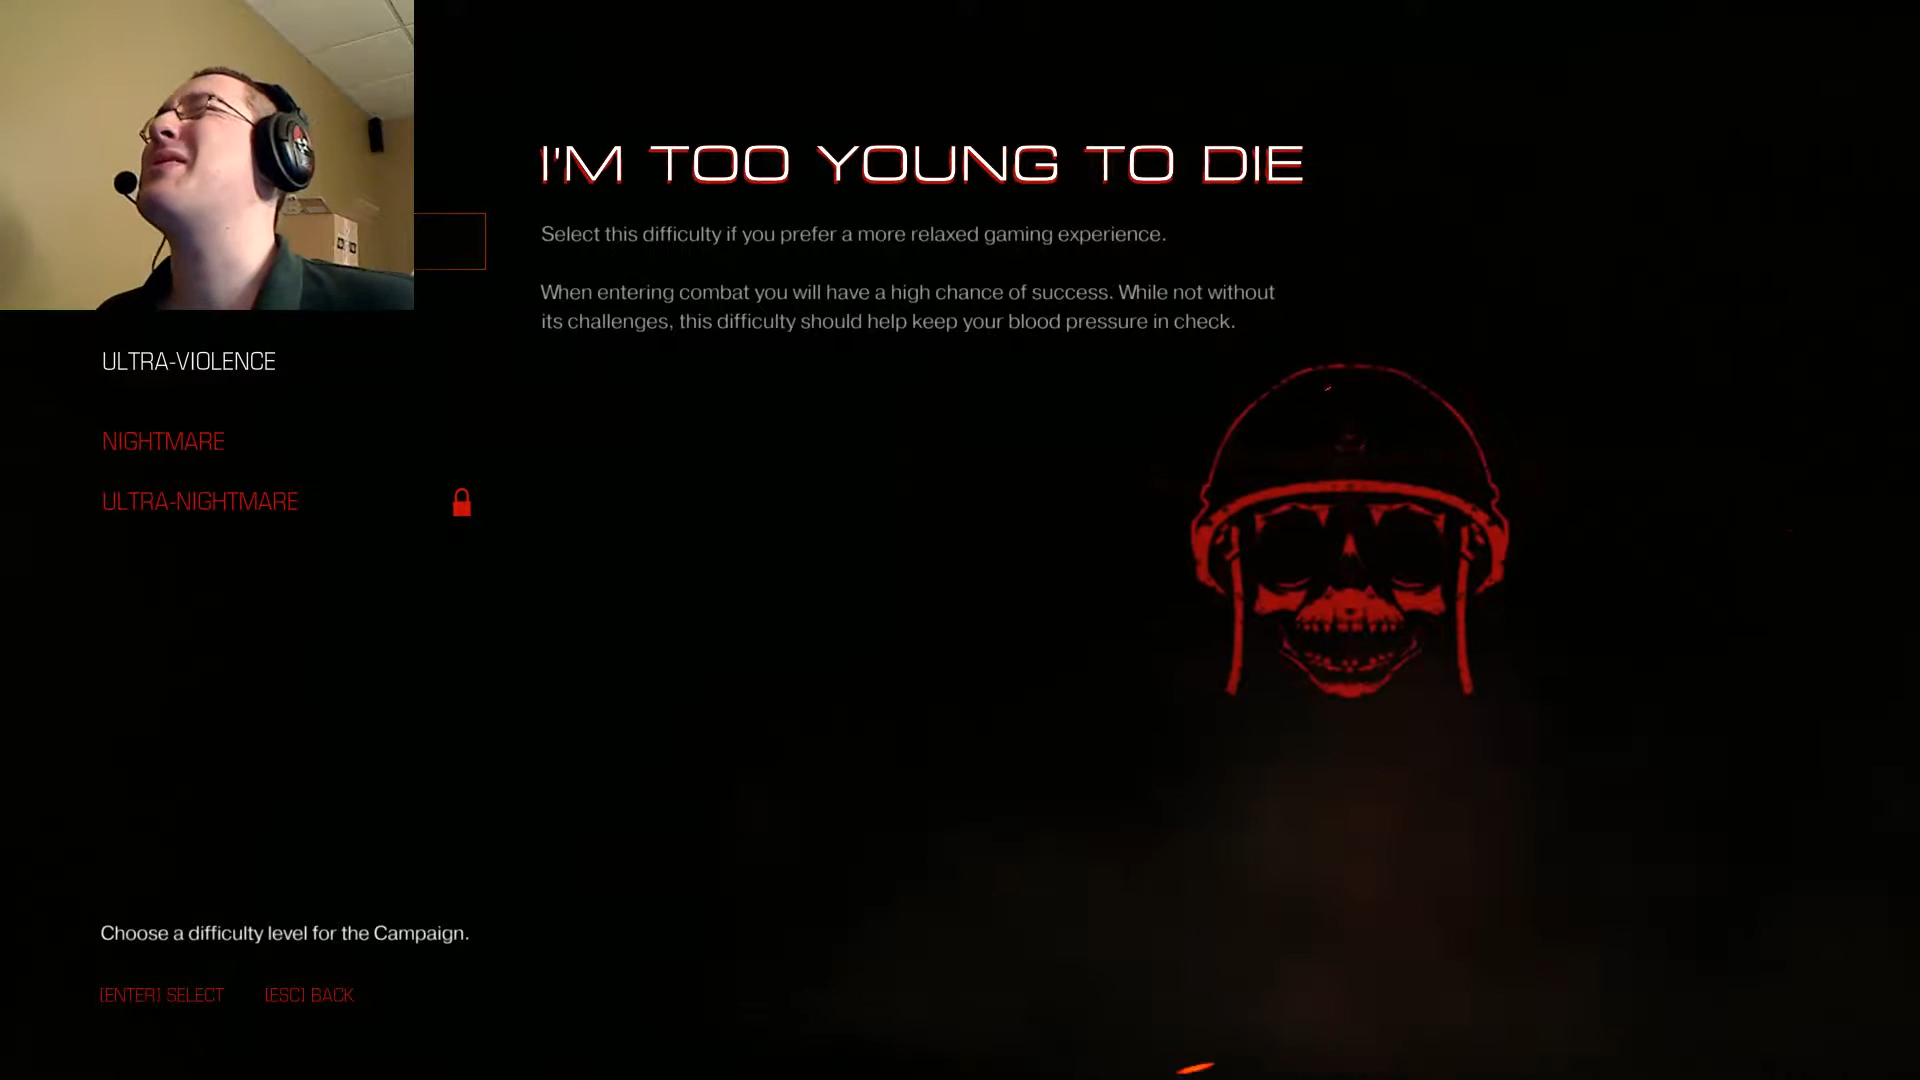 I'M TOO YOUNG TO DIE
Select this difficulty if you prefer a more relaxed gaming experience.
When entering combat you will have a high chance of success. While not without
its challenges, this difficulty should help keep your blood pressure in check.
ULTRA-VIOLENCE
NIGHTMARE
ULTRA-NIGHTMARE
Choose a difficulty level for the Campaign.
[ENTER] SELECT [ESC] BACK